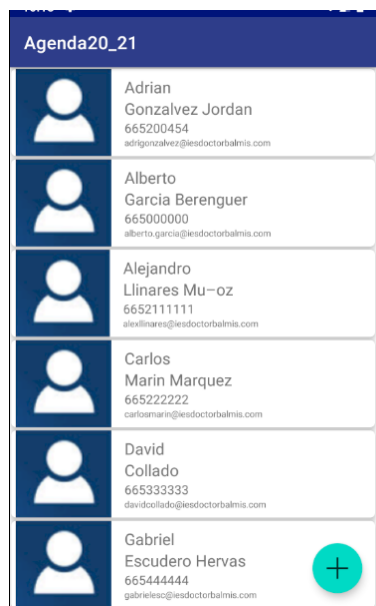 Agenda20_21
Adrian
Gonzalvez Jordan
665200454
adrigonzalvez@iesdoctorbalmis.com
Alberto
Garcia Berenguer
665000000
alberto.garcia@iesdoctorbalmis.com
Alejandro
Llinares Mu–oz
6652111111
alexllinares@iesdoctorbalmis.com
Carlos
Marin Marquez
665222222
carlosmarin@iesdoctorbalmis.com
David
Collado
665333333
davidcollado@iesdoctorbalmis.com
Gabriel
Escudero Hervas
665444444
gabrielesc@iesdoctorbalmis.com